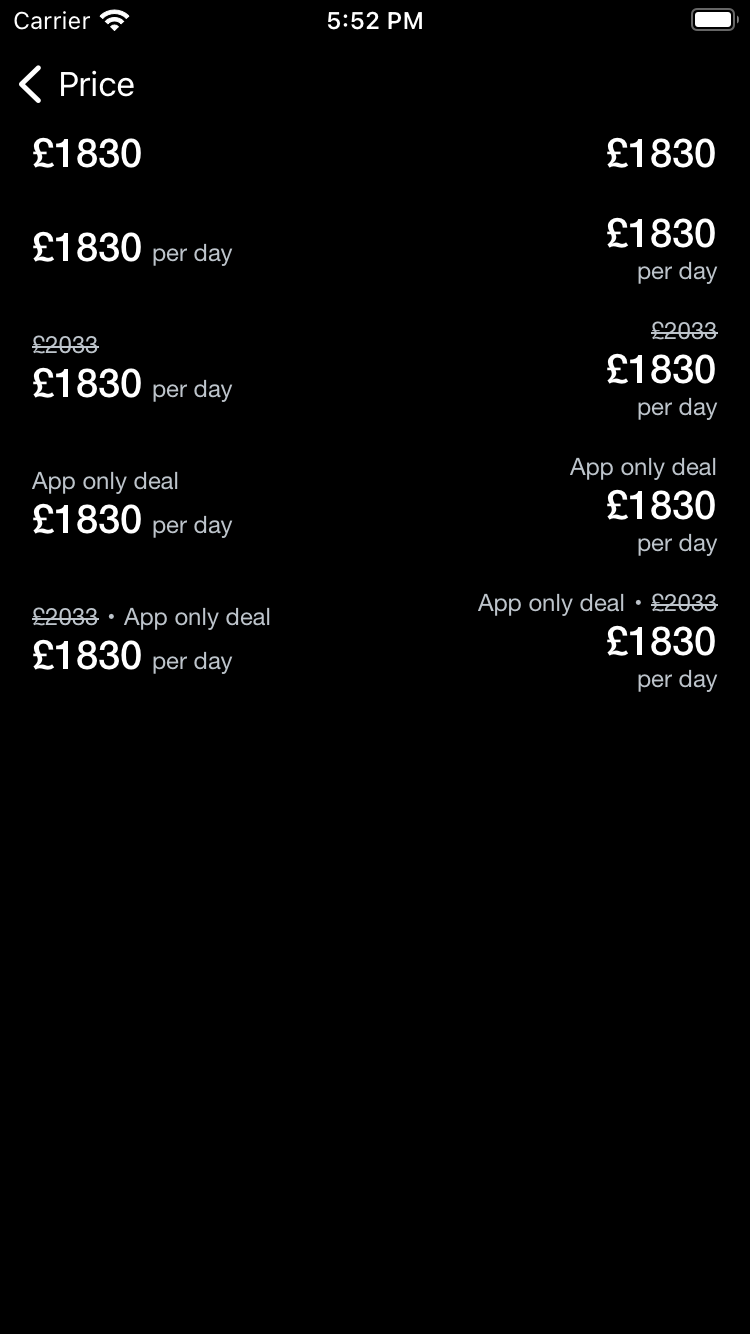 Carrier 5:52 PM
Price
£1830 £1830
£1830 per day
£1830
per day
£2033
£1830 per day
£2033
£1830
per day
App only deal
£1830 per day
App only deal
£1830
per day
£2033 • App only deal
£1830 per day
App only deal • £2033
£1830
per day